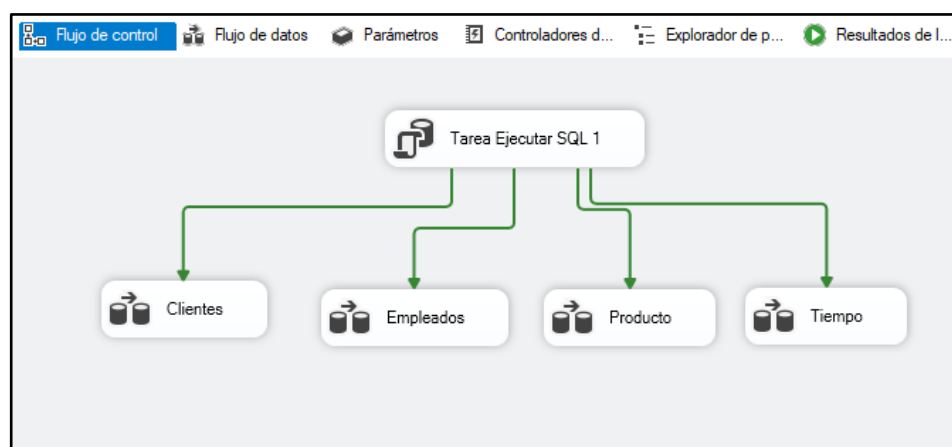 Flujo de control Flujo de datos Parámetros Controladores d... Explorador de p... Resultados de l...
Tarea Ejecutar SQL 1
Clientes Empleados Producto Tiempo